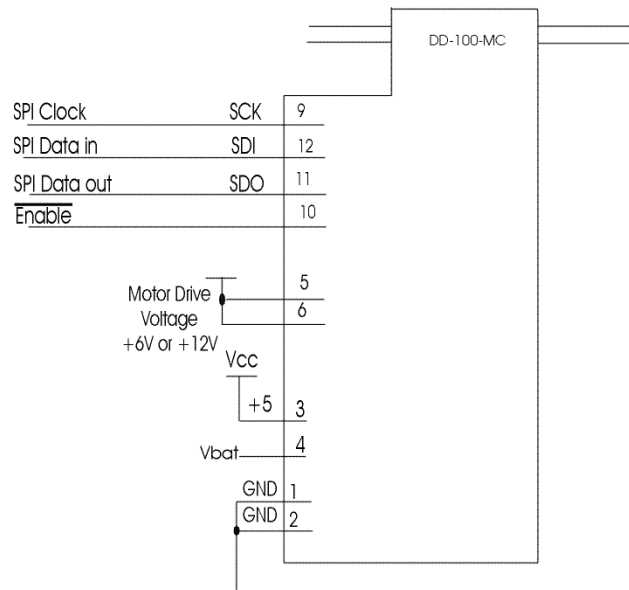 DD-100-MC
SPI Clock SCK 9
SPI Data in SDI 12
SPI Data out SDO 11
Enable 10
5
Motor Drive
Voltage 6
+6V or +12V
Vcc
+5 3
Vbat 4
GND 1
GND 2